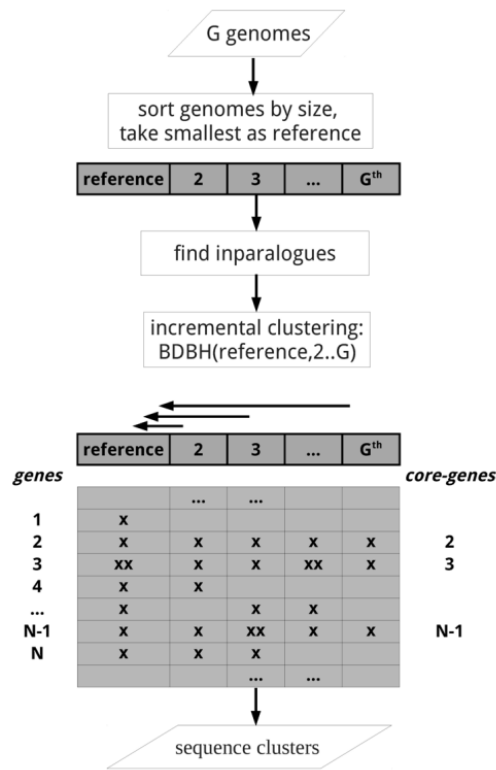 G genomes
sort genomes by size,
take smallest as reference
reference 2 3 ... Gth
find inparalogues
incremental clustering:
BDBH(reference,2..G)
reference 2 3 ... Gth
genes core-genes
... ...
1 x
2 x x x x x 2
3 xx x x xx x 3
4 x x
... x x x
N-1 x x xx x x N-1
N x x x
... ...
sequence clusters